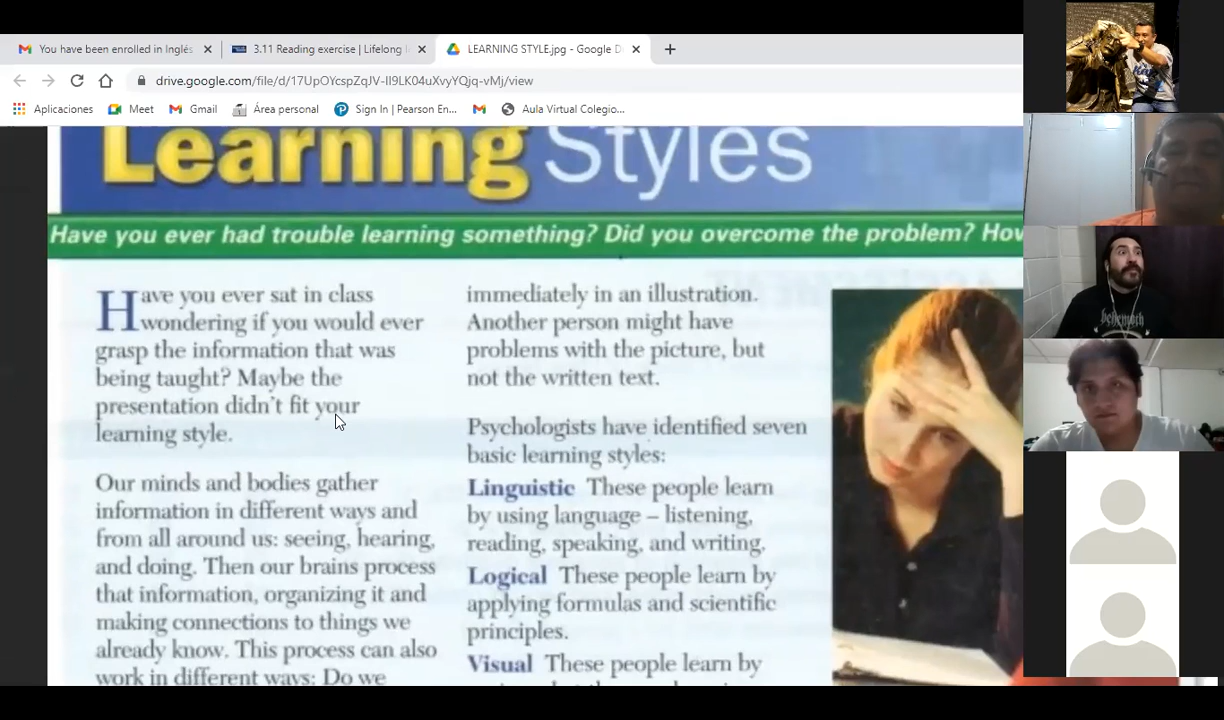 You have been enrolled in Inglés
3.11 Reading exercise | Lifelong l
LEARNING STYLE.jpg - Google D
drive.google.com/file/d/17UpOYcspZqJV-II9LK04uXvyYQjq-vMj/view
Aplicaciones
Meet
Gmail
Área personal
Sign In | Pearson En...
Aula Virtual Colegio...
Learning Styles
Have you ever had trouble learning something? Did you overcome the problem? How
Have you ever sat in class
wondering if you would ever
grasp the information that was
being taught? Maybe the
presentation didn't fit your
learning style.
Our minds and bodies gather
information in different ways and
from all around us: seeing, hearing,
and doing. Then our brains process
that information, organizing it and
making connections to things we
already know. This process can also
work in different ways: Do we
immediately in an illustration.
Another person might have
problems with the picture, but
not the written text.
Psychologists have identified seven
basic learning styles:
Linguistic These people learn
by using language – listening,
reading, speaking, and writing.
Logical These people learn by
applying formulas and scientific
principles.
Visual These people learn by
behemoth